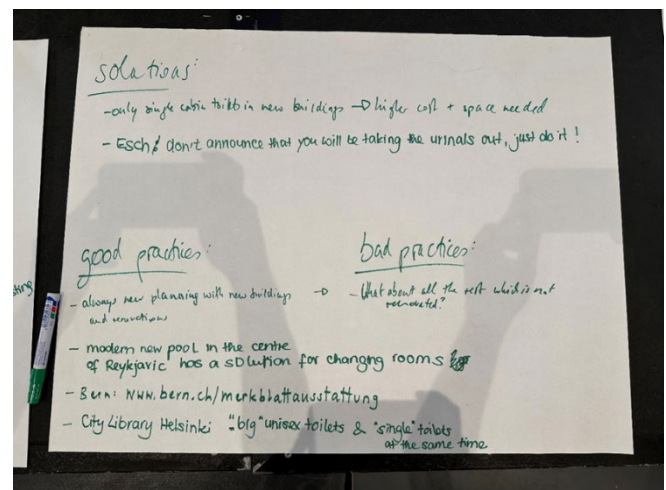 solutions:
- only single cabin toilets in new buildings → higher cost + space needed
- Esch: don't announce that you will be taking the urinals out, just do it!
good practices:
- always new planning with new buildings →
and renovations
- modern new pool in the centre
of Reykjavic has a solution for changing rooms
- Bern: www.bern.ch/merkblattausstattung
- City Library Helsinki "big" unisex toilets & "single" toilets
at the same time
bad practices:
- What about all the rest which is not
renovated?